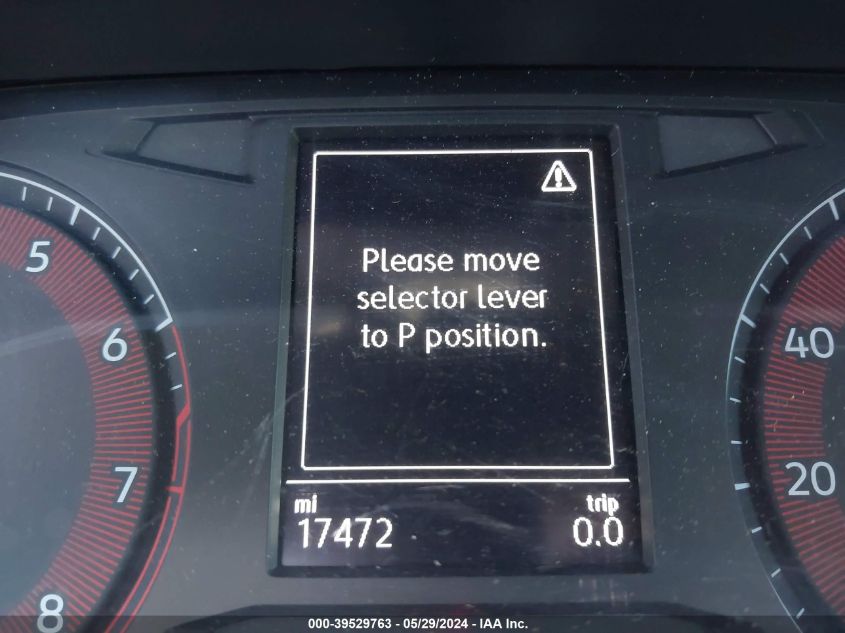 5
6
7
8
Please move
selector lever
to P position.
mi
17472
trip
0.0
40
20
000-39529763 - 05/29/2024 - IAA Inc.